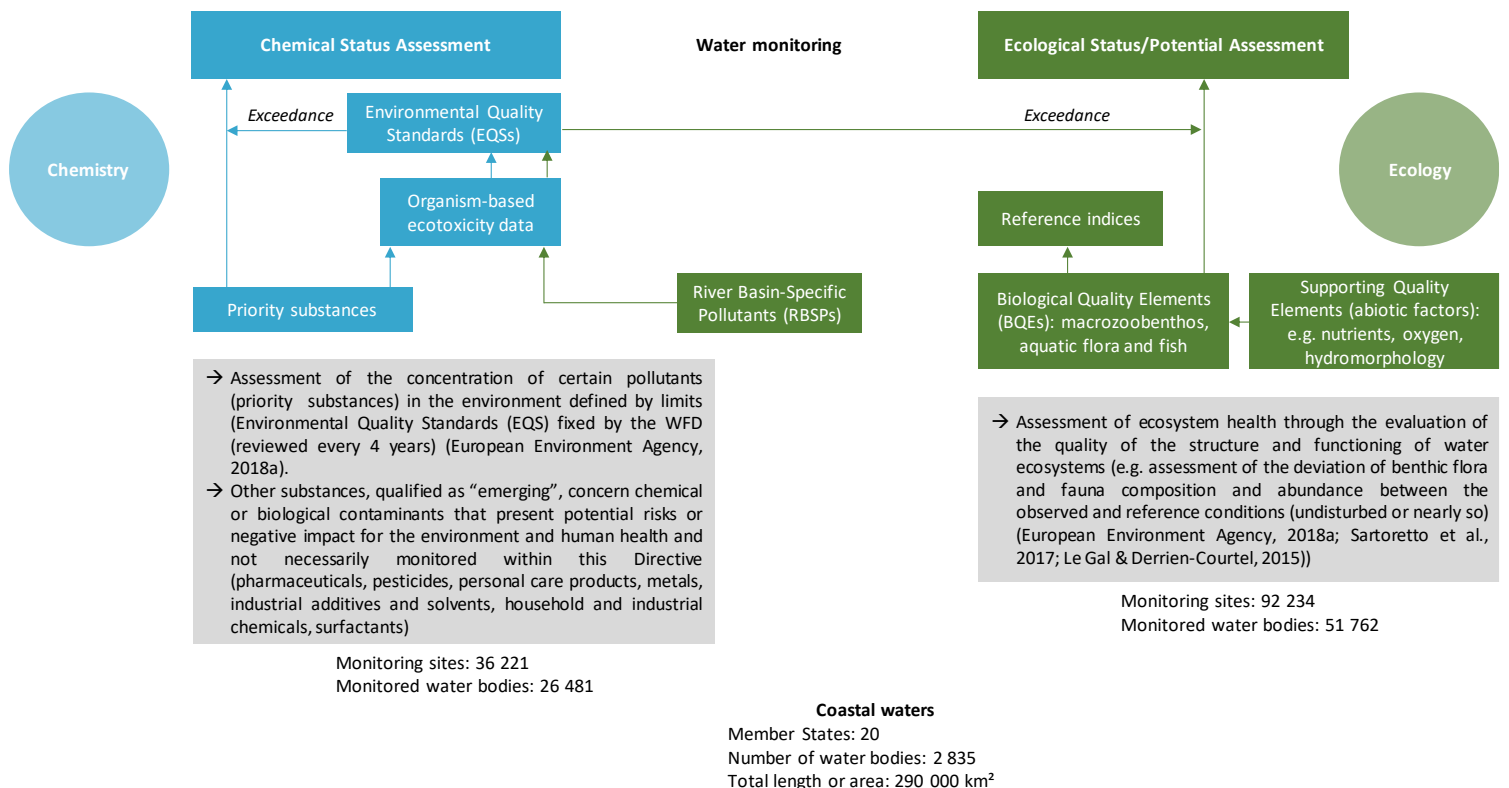 Chemical Status Assessment
Water monitoring
Ecological Status/Potential Assessment
Chemistry
Exceedance
Environmental Quality
Standards (EQSs)
Exceedance
Ecology
Organism-based
ecotoxicity data
Reference indices
Priority substances
River Basin-Specific
Pollutants (RBSPs)
Biological Quality Elements
(BQEs): macrozoobenthos,
aquatic flora and fish
Supporting Quality
Elements (abiotic factors):
e.g. nutrients, oxygen,
hydromorphology
→ Assessment of the concentration of certain pollutants
(priority substances) in the environment defined by limits
(Environmental Quality Standards (EQS) fixed by the WFD
(reviewed every 4 years) (European Environment Agency,
2018a).
→ Other substances, qualified as “emerging”, concern chemical
or biological contaminants that present potential risks or
negative impact for the environment and human health and
not necessarily monitored within this Directive
(pharmaceuticals, pesticides, personal care products, metals,
industrial additives and solvents, household and industrial
chemicals, surfactants)
Monitoring sites: 36 221
Monitored water bodies: 26 481
→ Assessment of ecosystem health through the evaluation of
the quality of the structure and functioning of water
ecosystems (e.g. assessment of the deviation of benthic flora
and fauna composition and abundance between the
observed and reference conditions (undisturbed or nearly so)
(European Environment Agency, 2018a; Sartoretto et al.,
2017; Le Gal & Derrien-Courtel, 2015))
Monitoring sites: 92 234
Monitored water bodies: 51 762
Coastal waters
Member States: 20
Number of water bodies: 2 835
Total length or area: 290 000 km²